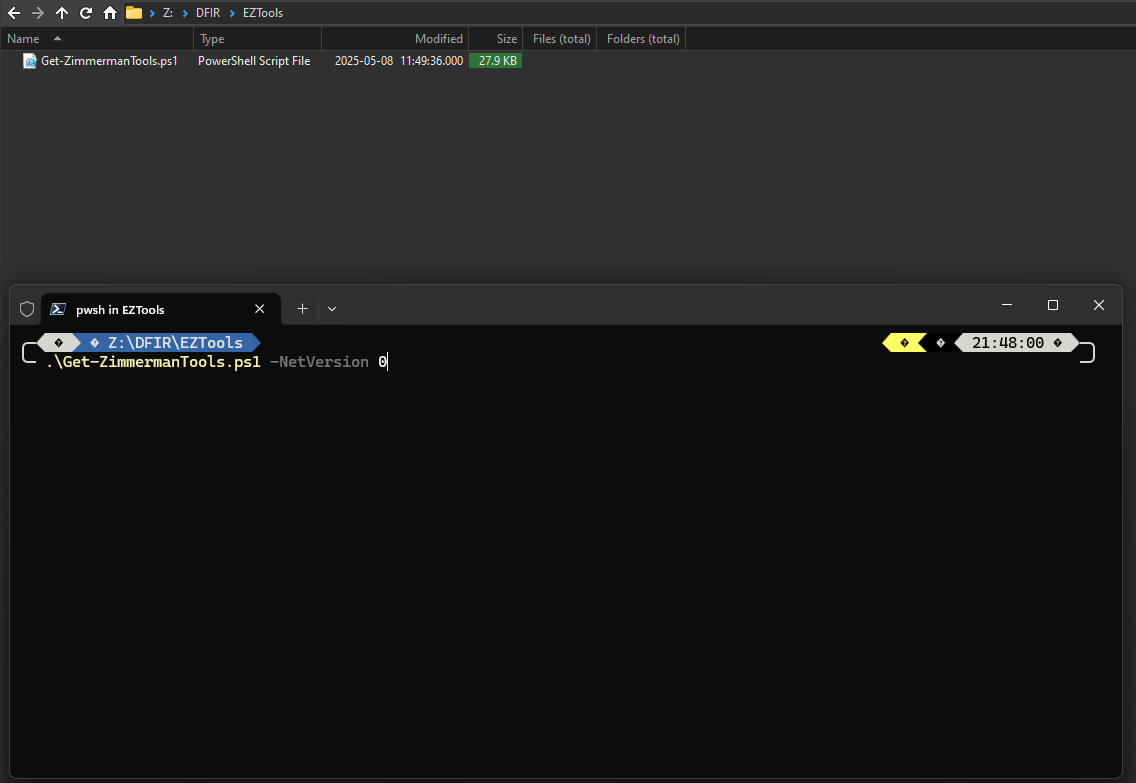 Z: DFIR EZTools
Name Type Modified Size Files (total) Folders (total)
Get-ZimmermanTools.ps1 PowerShell Script File 2025-05-08 11:49:36.000 27.9 KB
pwsh in EZTools
Z:\DFIR\EZTools 21:48:00
.\Get-ZimmermanTools.ps1 -NetVersion 0